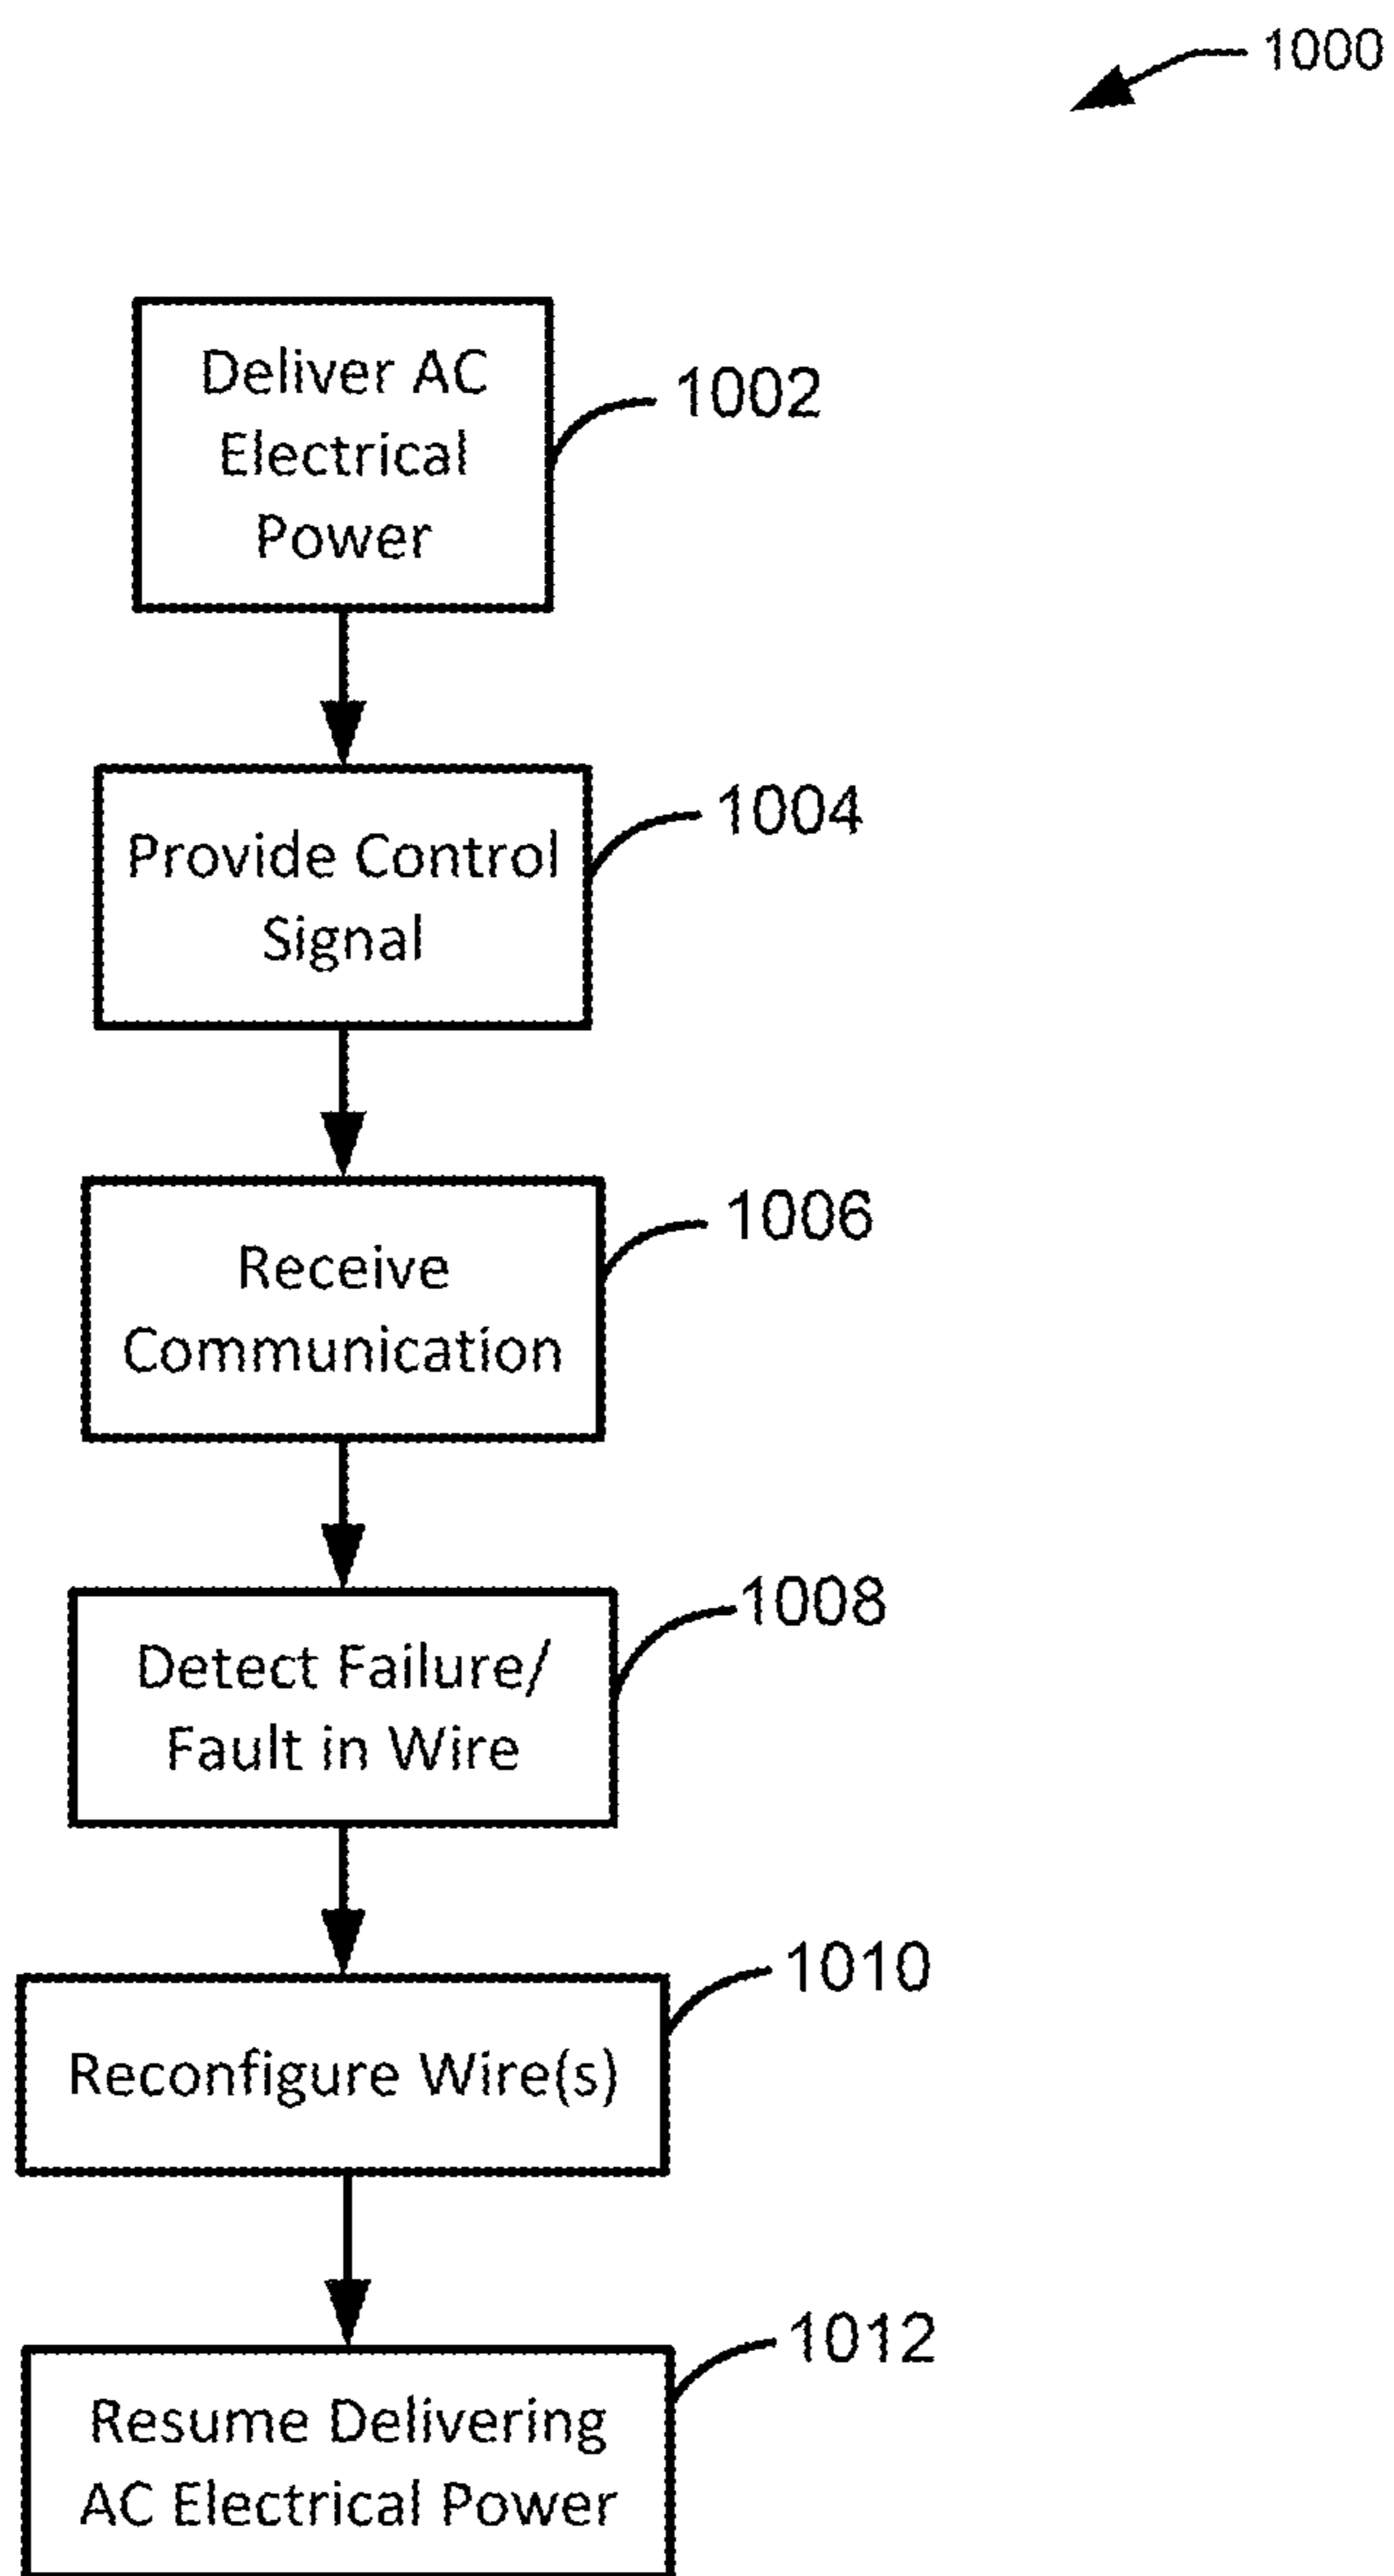 1000
Deliver AC
Electrical
Power
1002
Provide Control
Signal
1004
Receive
Communication
1006
Detect Failure/
Fault in Wire
1008
Reconfigure Wire(s)
1010
Resume Delivering
AC Electrical Power
1012